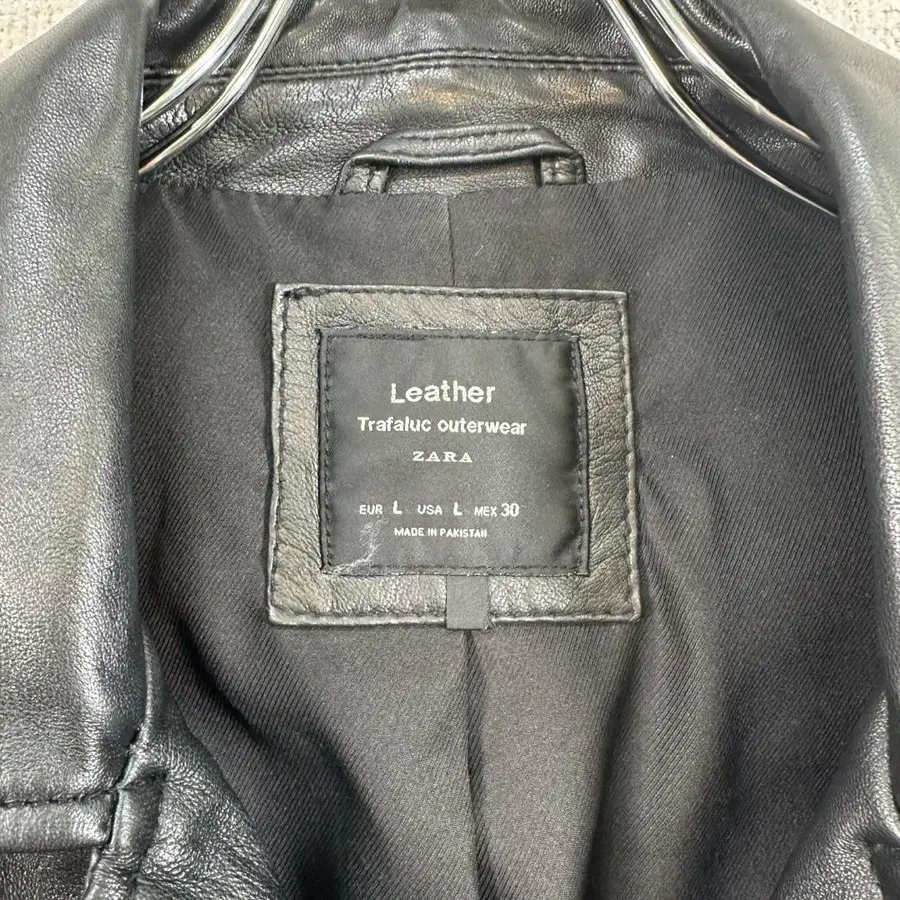 Leather
Trafaluc outerwear
ZARA
EUR L USA L MEX 30
MADE IN PAKISTAN